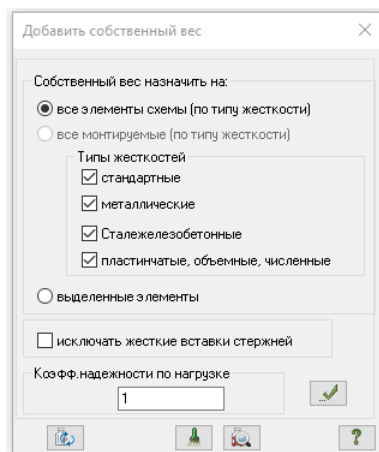 Добавить собственный вес
Собственный вес назначить на:
все элементы схемы (по типу жесткости)
все монтируемые (по типу жесткости)
Типы жесткостей
стандартные
металлические
Сталежелезобетонные
пластинчатые, объемные, численные
выделенные элементы
исключать жесткие вставки стержней
Коэфф.надежности по нагрузке
1
?